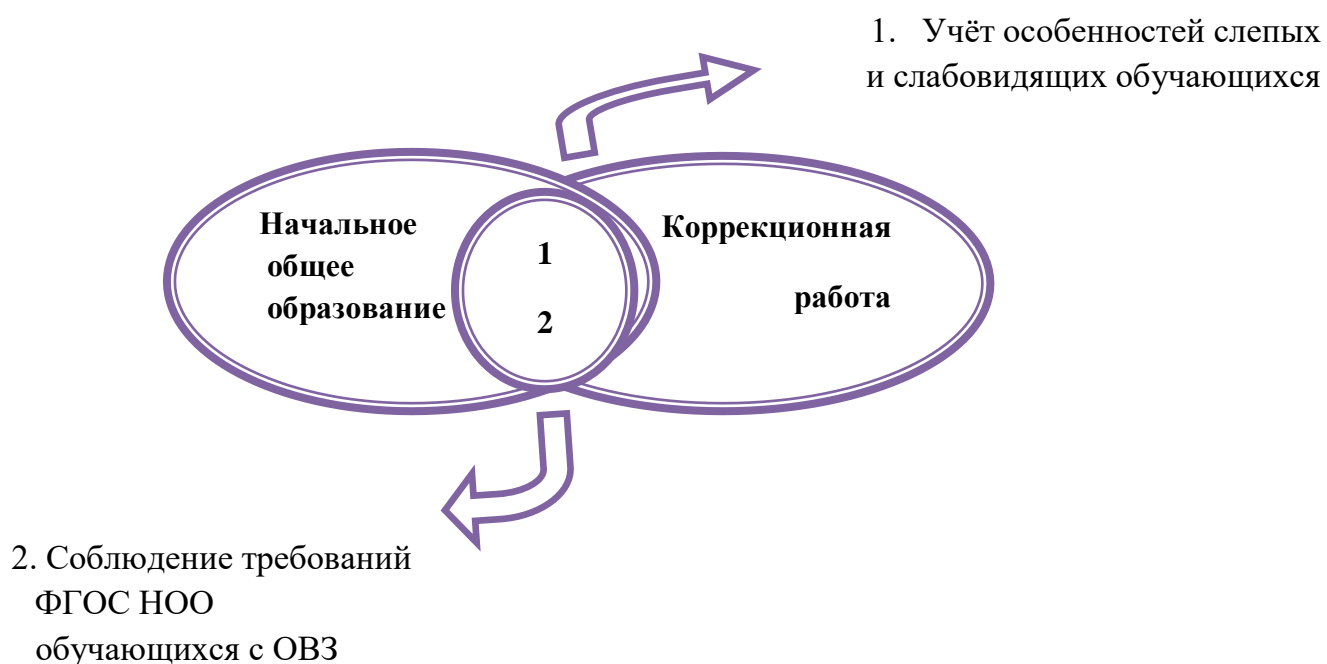 1. Учёт особенностей слепых
и слабовидящих обучающихся
Начальное
общее
образование
1
2
Коррекционная
работа
2. Соблюдение требований
ФГОС НОО
обучающихся с ОВЗ